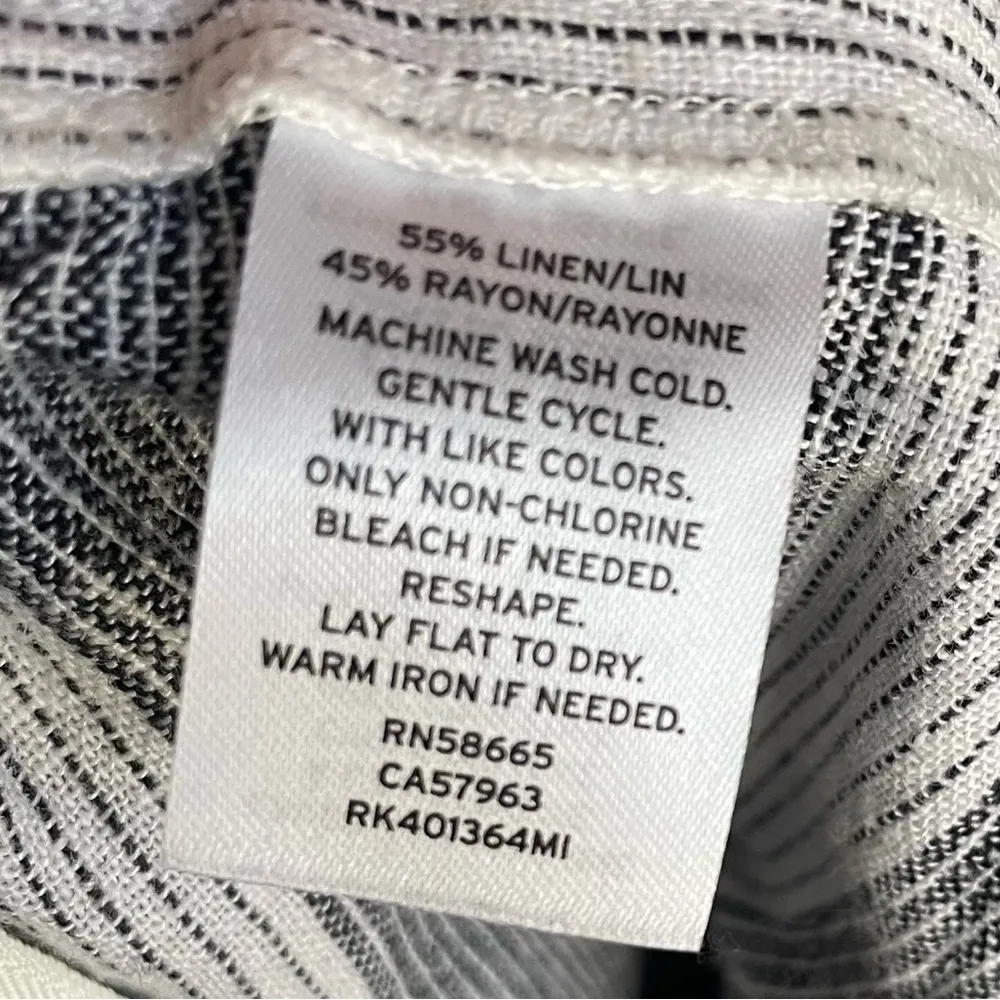 55% LINEN/LIN
45% RAYON/RAYONNE
MACHINE WASH COLD.
GENTLE CYCLE.
WITH LIKE COLORS.
ONLY NON-CHLORINE
BLEACH IF NEEDED.
RESHAPE.
LAY FLAT TO DRY.
WARM IRON IF NEEDED.
RN58665
CA57963
RK401364MI